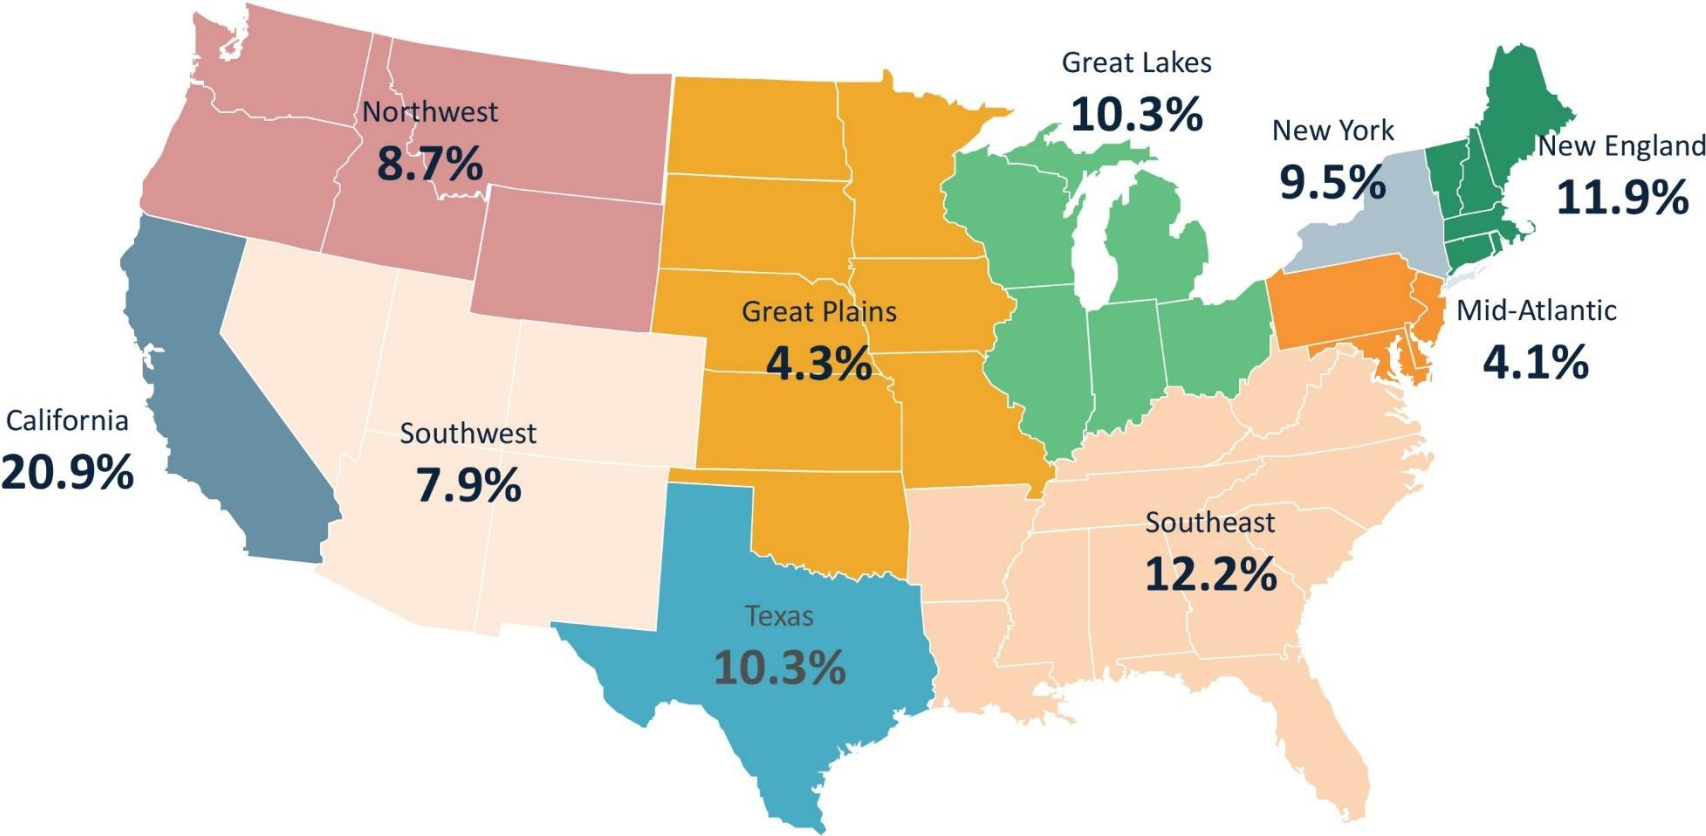 Great Lakes
10.3%
Northwest
8.7%
New York
9.5%
New England
11.9%
Great Plains
4.3%
Mid-Atlantic
4.1%
California
20.9%
Southwest
7.9%
Southeast
12.2%
Texas
10.3%